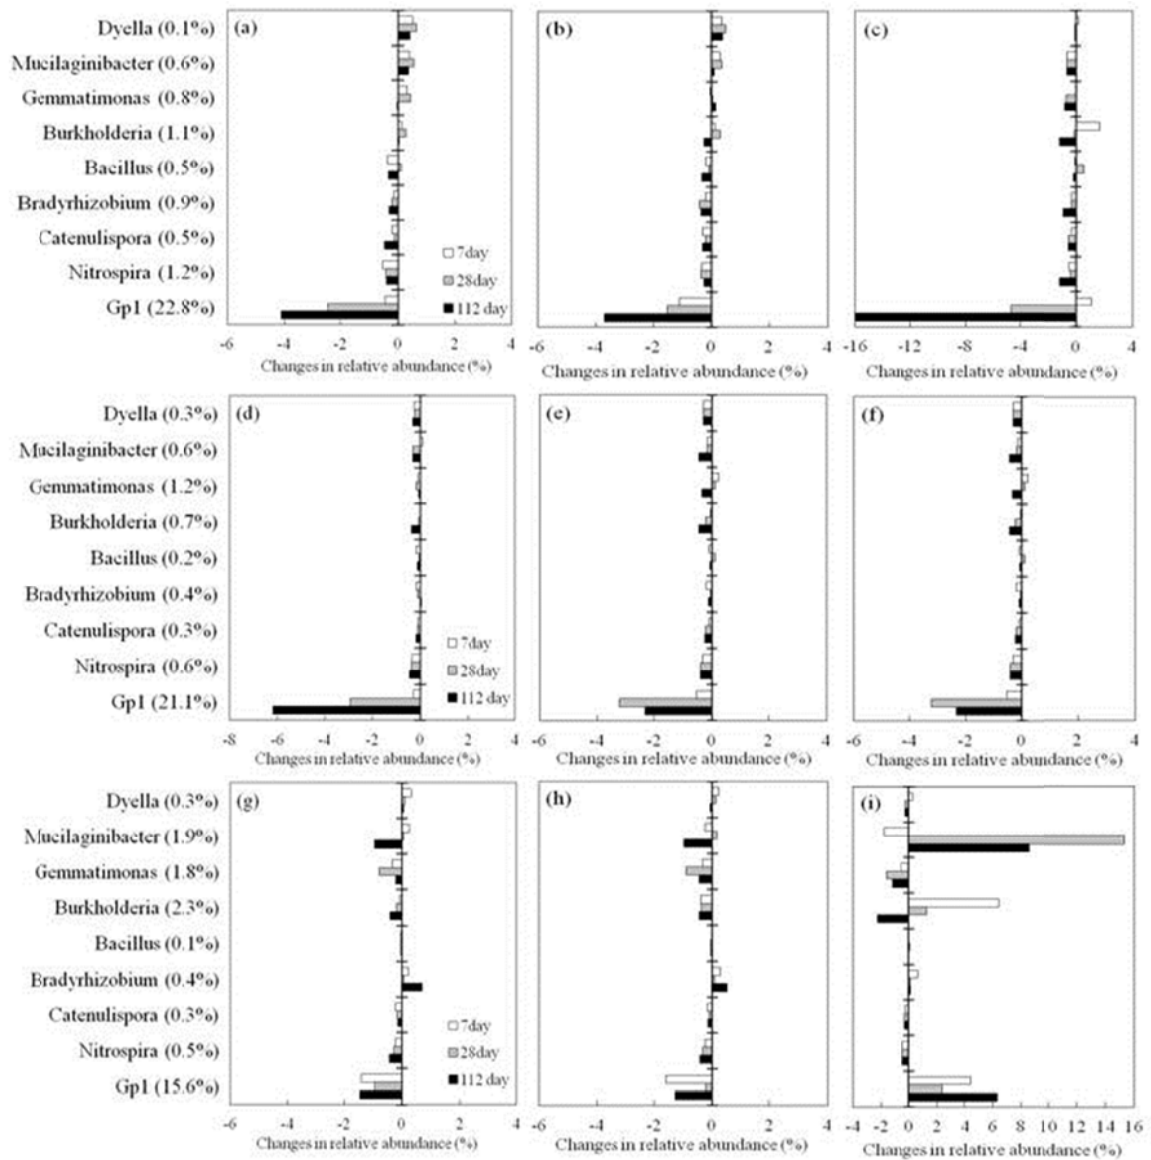 Dyella (0.1%) (a) (b) (c)
Mucilaginibacter (0.6%)
Gemmatimonas (0.8%)
Burkholderia (1.1%)
Bacillus (0.5%)
Bradyrhizobium (0.9%)
Catenulispora (0.5%)
7day
Nitrospira (1.2%)
28day
Gp1 (22.8%)
112 day
-6 -4 -2 0 2 4 -6 -4 -2 0 2 4 -16 -12 -8 -4 0 4
Changes in relative abundance (%) Changes in relative abundance (%) Changes in relative abundance (%)
Dyella (0.3%) (d) (e) (f)
Mucilaginibacter (0.6%)
Gemmatimonas (1.2%)
Burkholderia (0.7%)
Bacillus (0.2%)
Bradyrhizobium (0.4%)
Catenulispora (0.3%)
7day
Nitrospira (0.6%)
28day
Gp1 (21.1%)
112 day
-8 -6 -4 -2 0 2 4 -6 -4 -2 0 2 4 -6 -4 -2 0 2 4
Changes in relative abundance (%) Changes in relative abundance (%) Changes in relative abundance (%)
Dyella (0.3%) (g) (h) (i)
Mucilaginibacter (1.9%)
Gemmatimonas (1.8%)
Burkholderia (2.3%)
Bacillus (0.1%)
Bradyrhizobium (0.4%)
Catenulispora (0.3%)
7day
Nitrospira (0.5%)
28day
Gp1 (15.6%)
112 day
-6 -4 -2 0 2 4 -6 -4 -2 0 2 4 -4 -2 0 2 4 6 8 10 12 14 16
Changes in relative abundance (%) Changes in relative abundance (%) Changes in relative abundance (%)